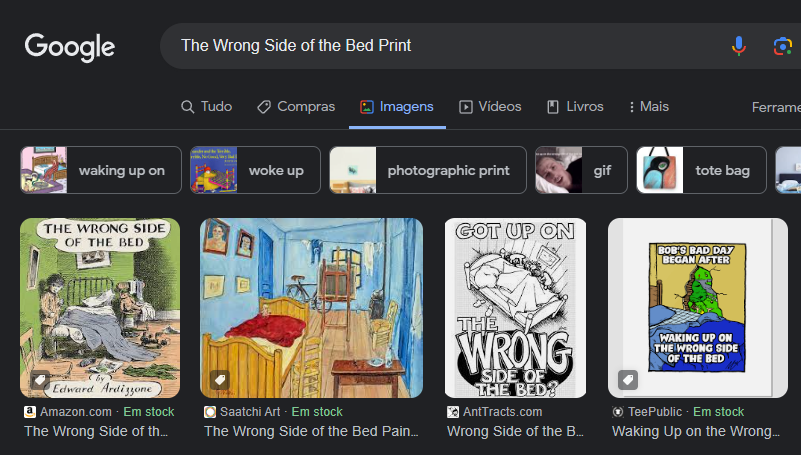 Google
The Wrong Side of the Bed Print
Tudo
Compras
Imagens
Vídeos
Livros
Mais
Ferrame
waking up on
woke up
photographic print
gif
tote bag
THE WRONG SIDE
OF THE BED
by
Edward Ardizzone
GOT UP ON
THE
WRONG
SIDE OF
THE BED?
BOB'S BAD DAY
BEGAN AFTER
WAKING UP ON
THE WRONG SIDE
OF THE BED
Amazon.com · Em stock
The Wrong Side of th...
Saatchi Art · Em stock
The Wrong Side of the Bed Pain...
AntTracts.com
Wrong Side of the B...
TeePublic · Em stock
Waking Up on the Wrong...